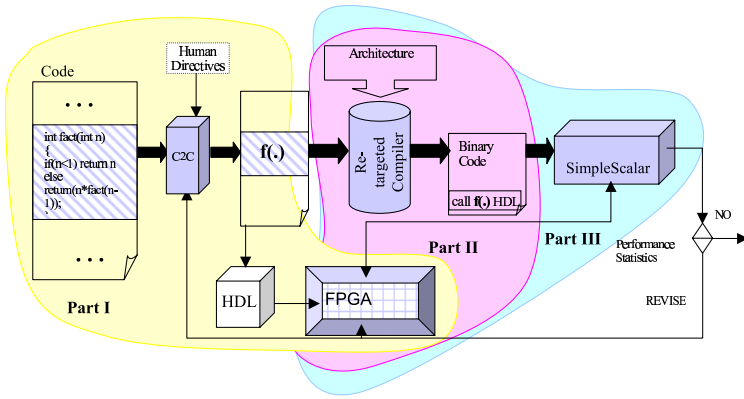 Human
Directives
Architecture
Code
• • •
int fact(int n)
{
if(n<1) return n
else
return(n*fact(n-
1));
}
• • •
C2C
f(.)
Re-
targeted
Compiler
Binary
Code
call f(.) HDL
SimpleScalar
NO
Performance
Statistics
REVISE
Part I
Part II
Part III
HDL
FPGA